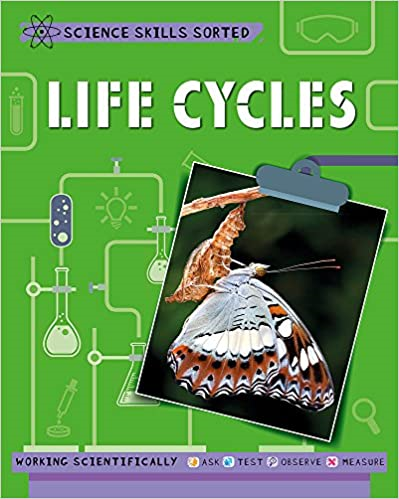 SCIENCE SKILLS SORTED
LIFE CYCLES
WORKING SCIENTIFICALLY ASK TEST OBSERVE MEASURE